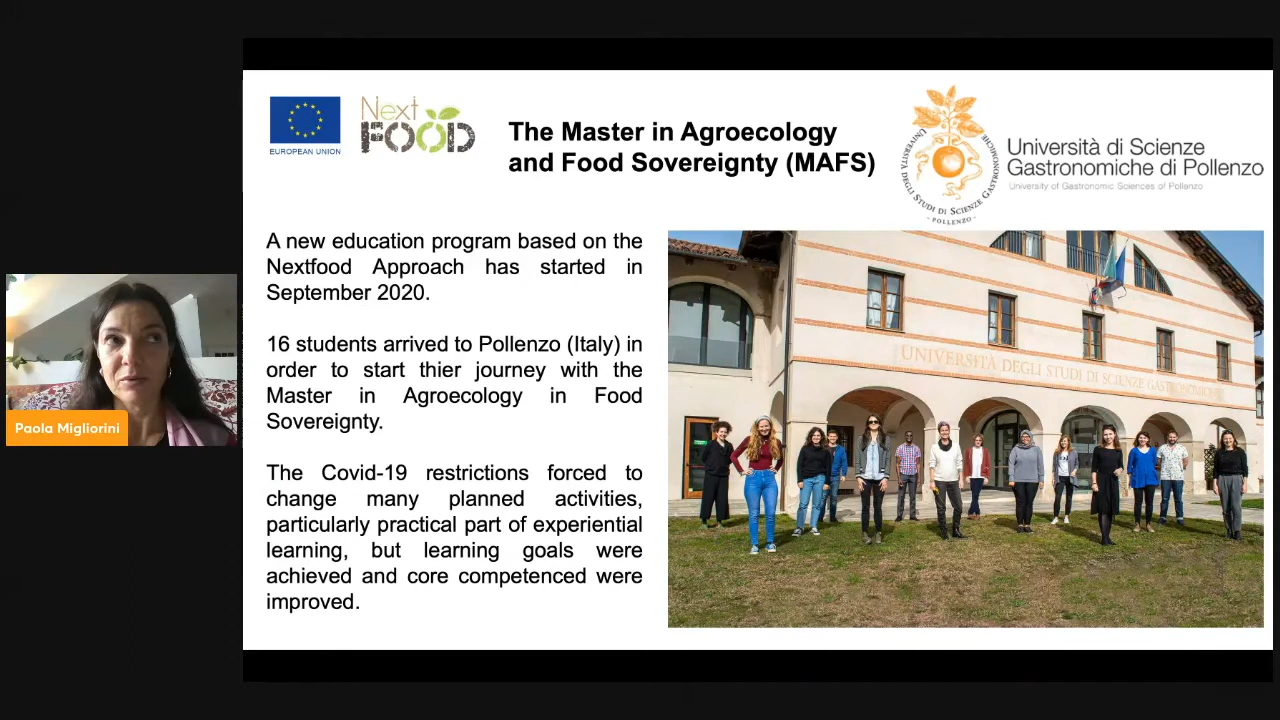 EUROPEAN UNION
Next
FOOD
The Master in Agroecology
and Food Sovereignty (MAFS)
UNIVERSITÀ DEGLI STUDI DI SCIENZE GASTRONOMICHE
- POLLENZO -
Università di Scienze
Gastronomiche di Pollenzo
University of Gastronomic Sciences of Pollenzo
A new education program based on the
Nextfood Approach has started in
September 2020.
16 students arrived to Pollenzo (Italy) in
order to start thier journey with the
Master in Agroecology in Food
Sovereignty.
The Covid-19 restrictions forced to
change many planned activities,
particularly practical part of experiential
learning, but learning goals were
achieved and core competenced were
improved.
UNIVERSITÀ DEGLI STUDI DI SCIENZE GASTRONOMICHE
Paola Migliorini